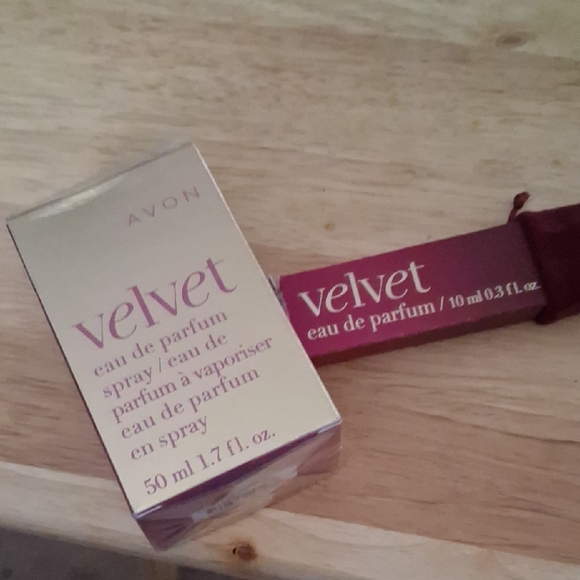 AVON
velvet
eau de parfum
spray / eau de
parfum à vaporiser
eau de parfum
en spray
50 ml 1.7 fl. oz.
velvet
eau de parfum / 10 ml 0.3 fl. oz